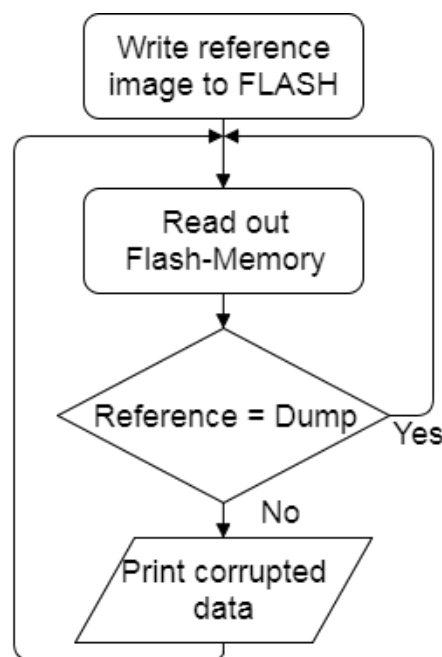 Write reference
image to FLASH
Read out
Flash-Memory
Reference = Dump
Yes
No
Print corrupted
data